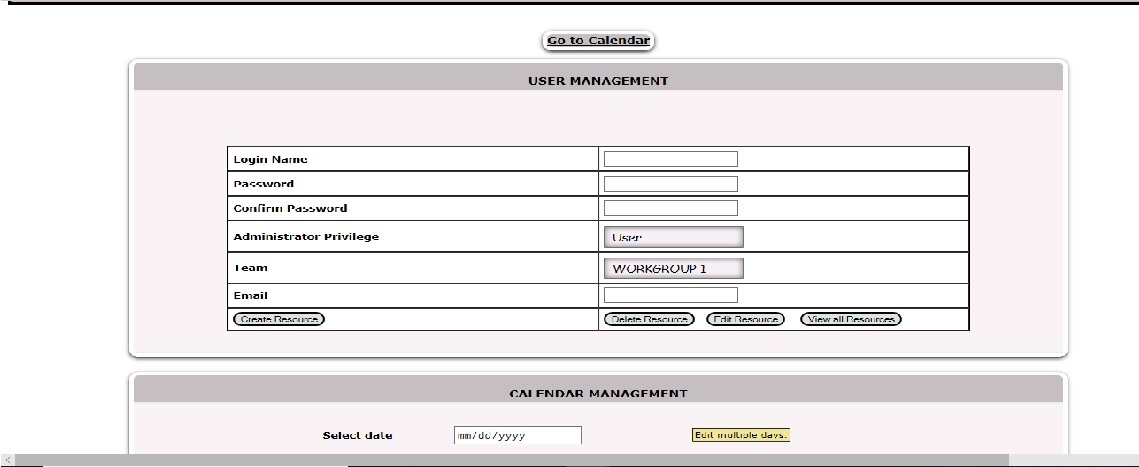 Go to Calendar
USER MANAGEMENT
Login Name
Password
Confirm Password
Administrator Privilege User
Team WORKGROUP 1
Email
Create Resource Delete Resource Edit Resource View all Resources
CALENDAR MANAGEMENT
Select date mm/dd/yyyy Edit multiple days.